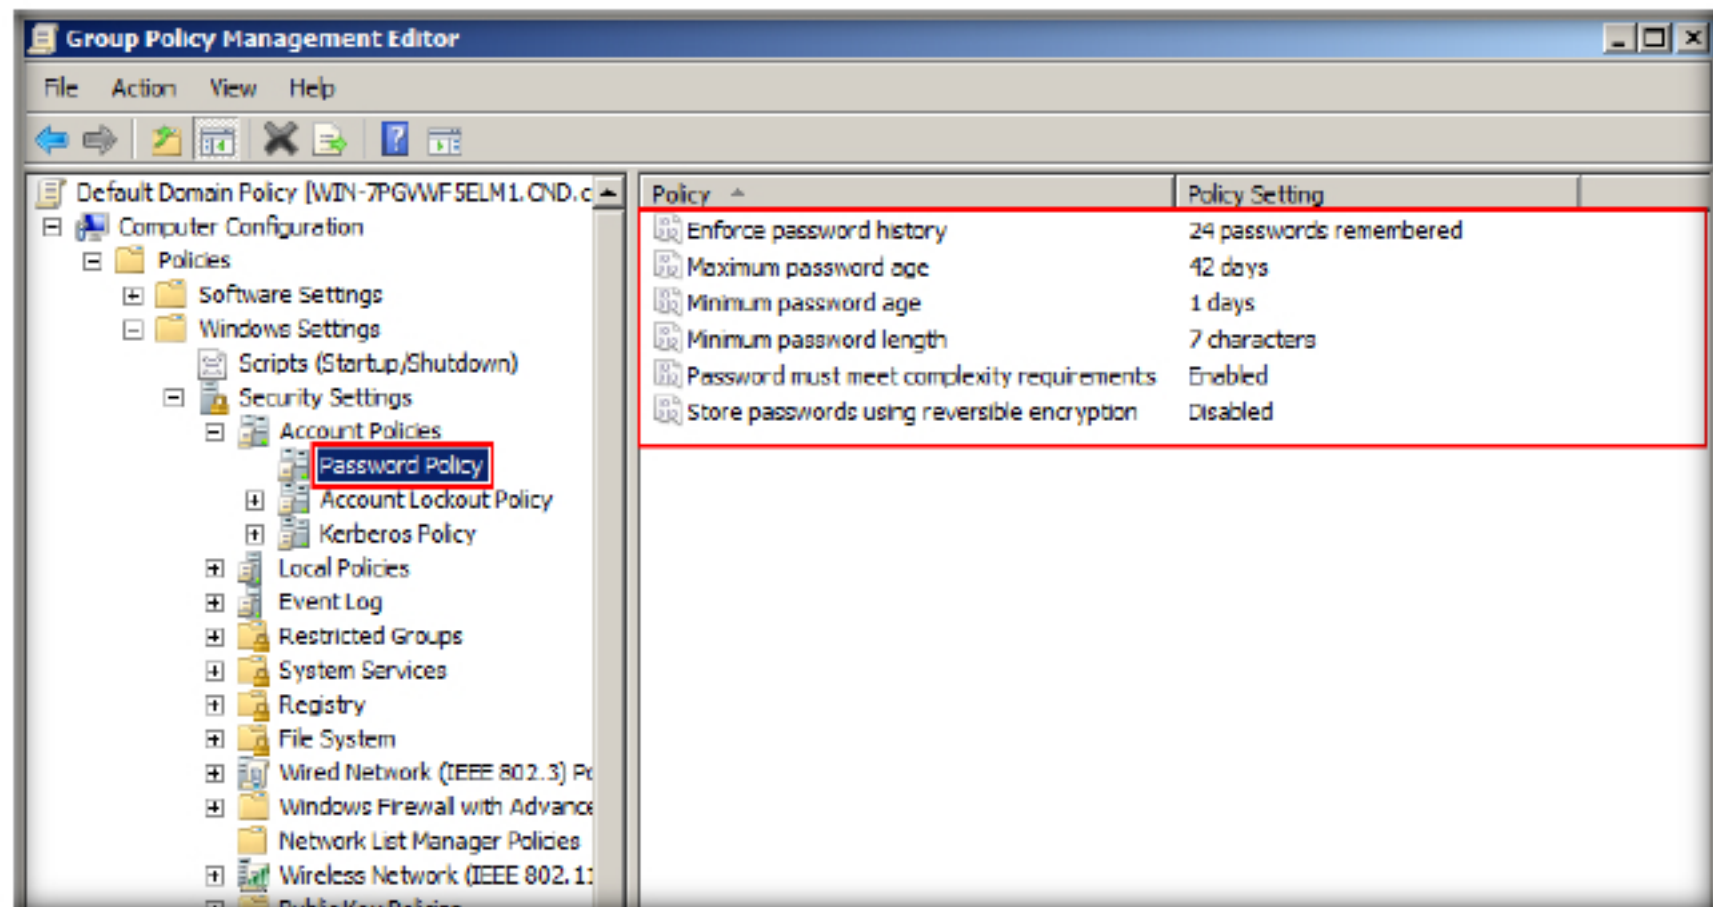 Group Policy Management Editor
File Action View Help
Default Domain Policy [WIN-7PGVWF5ELM1.CND.c
Computer Configuration
Policies
Software Settings
Windows Settings
Scripts (Startup/Shutdown)
Security Settings
Account Policies
Password Policy
Account Lockout Policy
Kerberos Policy
Local Policies
Event Log
Restricted Groups
System Services
Registry
File System
Wired Network (IEEE 802.3) Po
Windows Firewall with Advance
Network List Manager Policies
Wireless Network (IEEE 802.11
Public Key Policies
Policy Policy Setting
Enforce password history 24 passwords remembered
Maximum password age 42 days
Minimum password age 1 days
Minimum password length 7 characters
Password must meet complexity requirements Enabled
Store passwords using reversible encryption Disabled